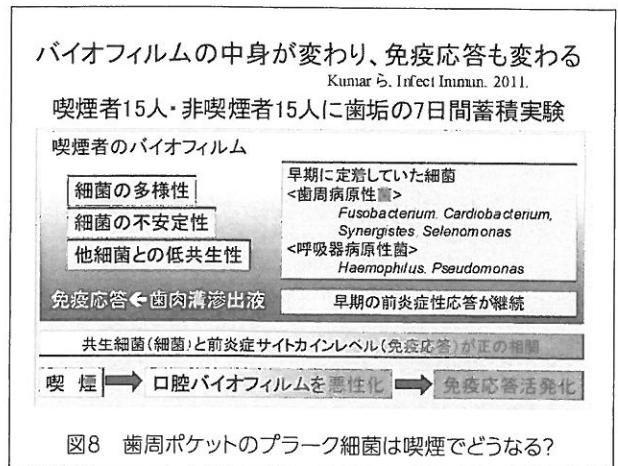 バイオフィルムの中身が変わり、免疫応答も変わる
Kumar ら. Infect Immun. 2011.
喫煙者15人・非喫煙者15人に歯垢の7日間蓄積実験
喫煙者のバイオフィルム
細菌の多様性
細菌の不安定性
他細菌との低共生性
早期に定着していた細菌
<歯周病原性菌>
Fusobacterium. Cardiobacterium,
Synergistes. Selenomonas
<呼吸器病原性菌>
Haemophilus. Pseudomonas
免疫応答←歯肉溝滲出液
早期の前炎症性応答が継続
共生細菌(細菌)と前炎症サイトカインレベル(免疫応答)が正の相関
喫 煙 ➡ 口腔バイオフィルムを悪性化 ➡ 免疫応答活発化
図8 歯周ポケットのプラーク細菌は喫煙でどうなる?